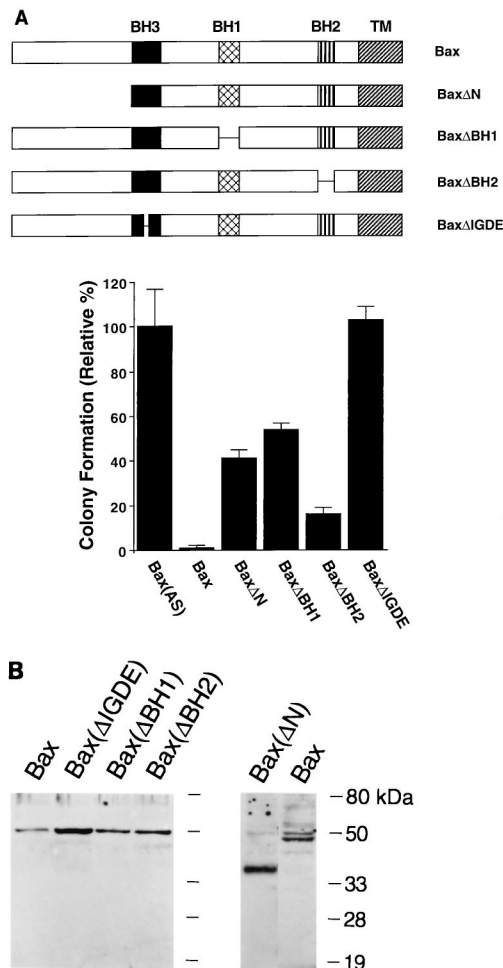 A
BH3 BH1 BH2 TM
Bax
BaxΔN
BaxΔBH1
BaxΔBH2
BaxΔIGDE
Colony Formation (Relative %)
120
100
80
60
40
20
0
Bax(AS) Bax BaxΔN BaxΔBH1 BaxΔBH2 BaxΔIGDE
B
Bax Bax(ΔIGDE) Bax(ΔBH1) Bax(ΔBH2) Bax(ΔN) Bax
80 kDa
50
33
28
19